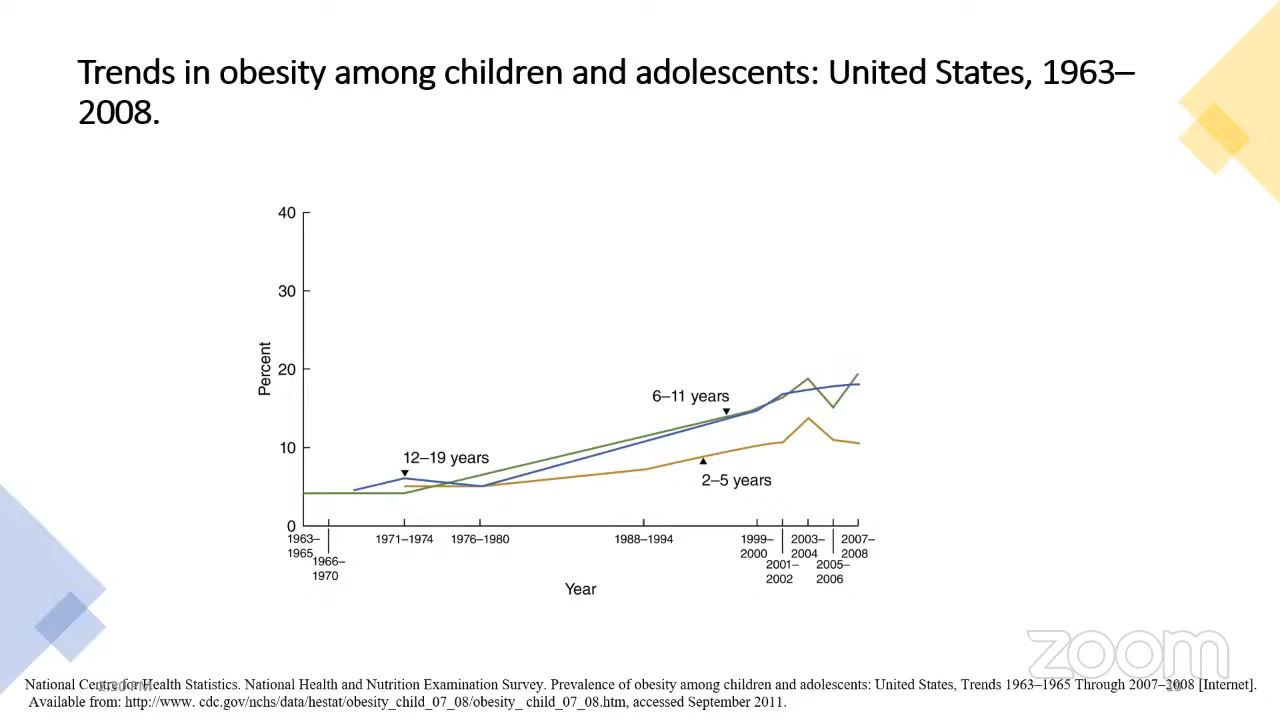 Trends in obesity among children and adolescents: United States, 1963–
2008.
40
30
20
10
0
Percent
6–11 years
12–19 years
2–5 years
1963–
1965
1966–
1970
1971–1974
1976–1980
1988–1994
1999–
2000
2001–
2002
2003–
2004
2005–
2006
2007–
2008
Year
zoom
3:30 PM
National Center for Health Statistics. National Health and Nutrition Examination Survey. Prevalence of obesity among children and adolescents: United States, Trends 1963–1965 Through 2007–2008 [Internet].
Available from: http://www. cdc.gov/nchs/data/hestat/obesity_child_07_08/obesity_ child_07_08.htm, accessed September 2011.